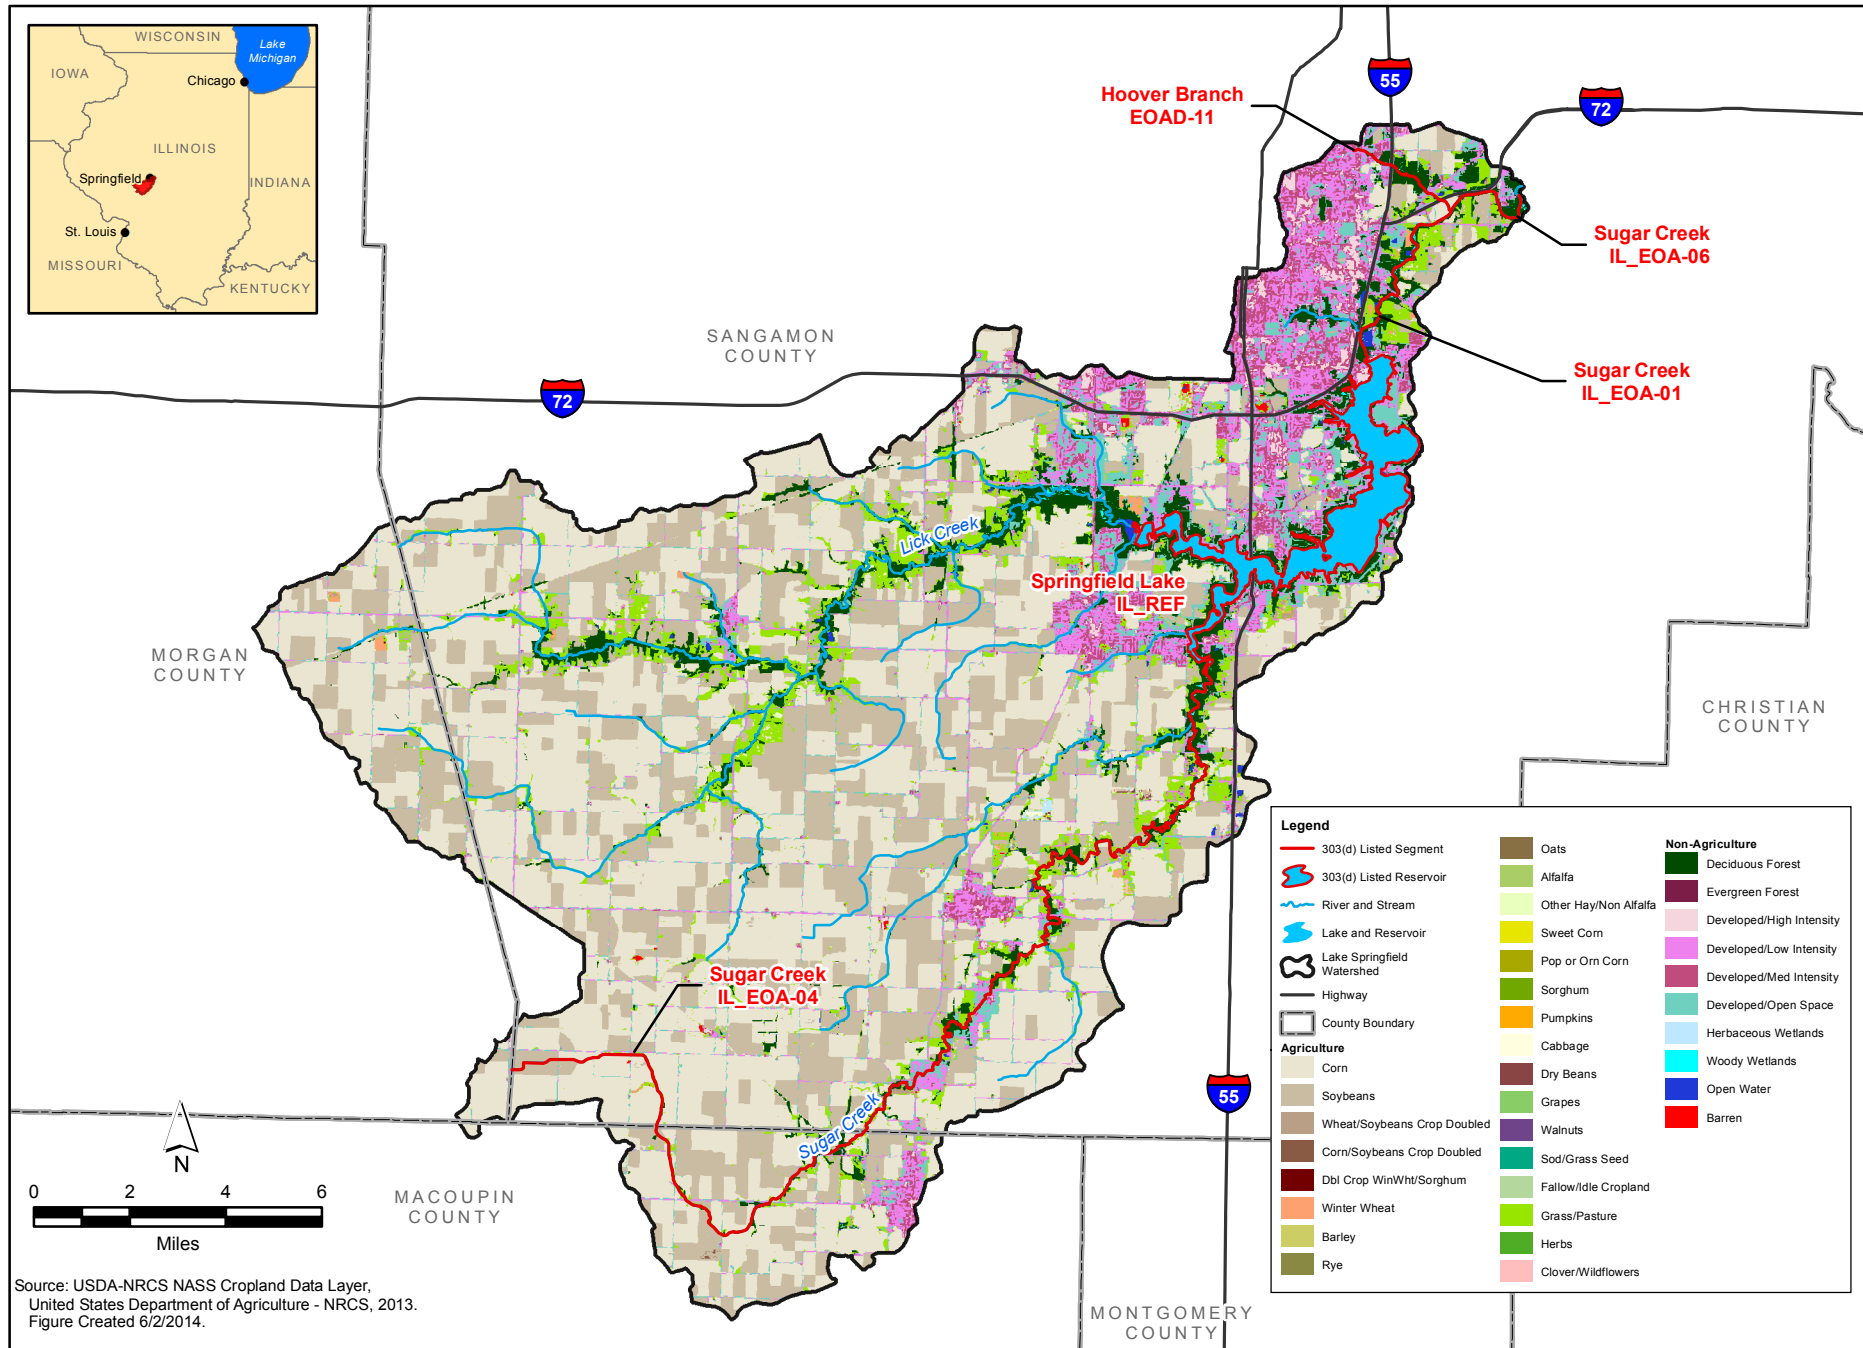 WISCONSIN
Lake
Michigan
IOWA
Chicago
ILLINOIS
Springfield
INDIANA
St. Louis
MISSOURI
KENTUCKY
55
72
Hoover Branch
EOAD-11
Sugar Creek
IL_EOA-06
SANGAMON
COUNTY
Sugar Creek
IL_EOA-01
72
Lick Creek
Springfield Lake
IL_REF
MORGAN
COUNTY
CHRISTIAN
COUNTY
Sugar Creek
IL_EOA-04
55
Sugar Creek
N
0 2 4 6
Miles
MACOUPIN
COUNTY
MONTGOMERY
COUNTY
Source: USDA-NRCS NASS Cropland Data Layer,
United States Department of Agriculture - NRCS, 2013.
Figure Created 6/2/2014.
Legend
303(d) Listed Segment
303(d) Listed Reservoir
River and Stream
Lake and Reservoir
Lake Springfield
Watershed
Highway
County Boundary
Agriculture
Corn
Soybeans
Wheat/Soybeans Crop Doubled
Corn/Soybeans Crop Doubled
Dbl Crop WinWht/Sorghum
Winter Wheat
Barley
Rye
Oats
Alfalfa
Other Hay/Non Alfalfa
Sweet Corn
Pop or Orn Corn
Sorghum
Pumpkins
Cabbage
Dry Beans
Grapes
Walnuts
Sod/Grass Seed
Fallow/Idle Cropland
Grass/Pasture
Herbs
Clover/Wildflowers
Non-Agriculture
Deciduous Forest
Evergreen Forest
Developed/High Intensity
Developed/Low Intensity
Developed/Med Intensity
Developed/Open Space
Herbaceous Wetlands
Woody Wetlands
Open Water
Barren